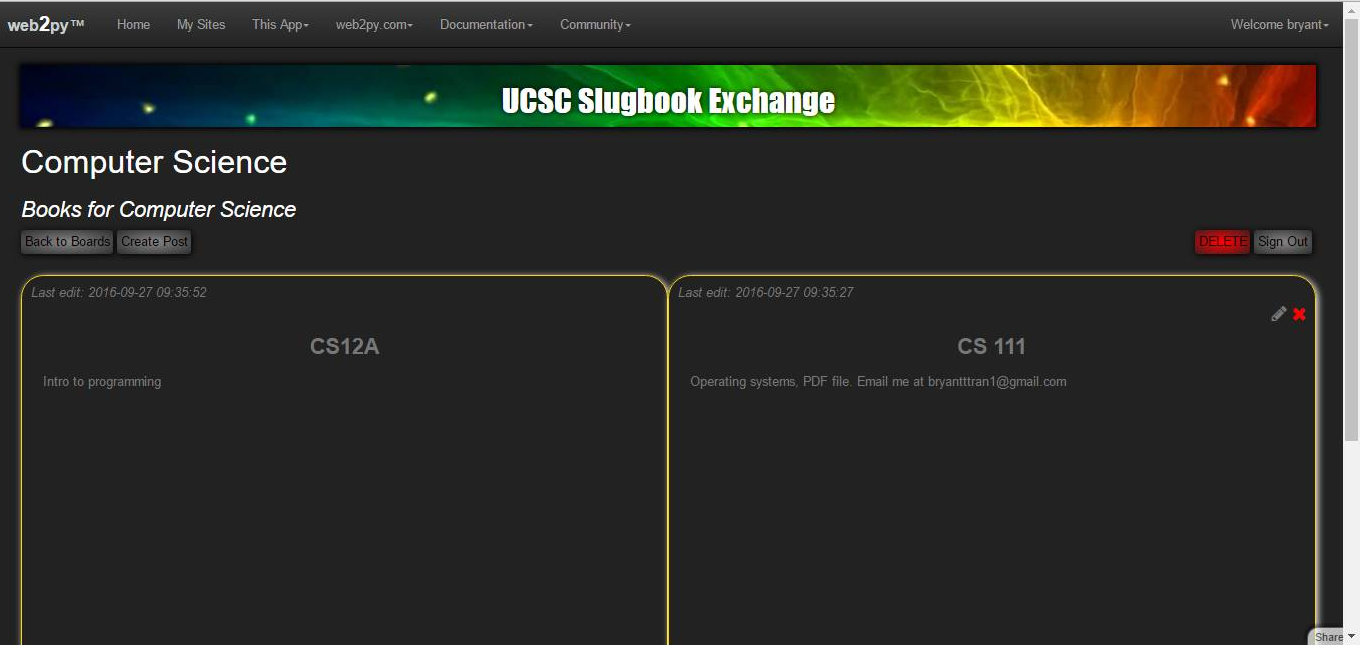 web2py™ Home My Sites This App web2py.com Documentation Community Welcome bryant
UCSC Slugbook Exchange
Computer Science
Books for Computer Science
Back to Boards Create Post DELETE Sign Out
Last edit: 2016-09-27 09:35:52
CS12A
Intro to programming
Last edit: 2016-09-27 09:35:27
CS 111
Operating systems, PDF file. Email me at bryantttran1@gmail.com
Share